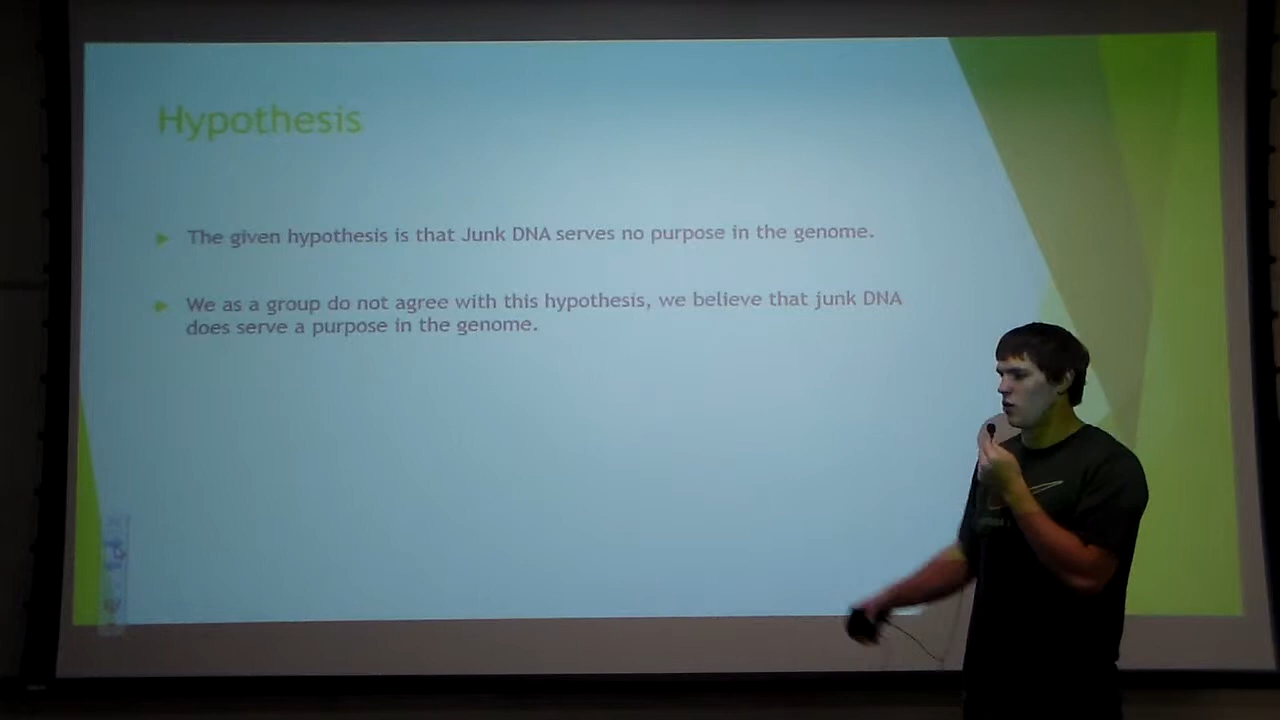 Hypothesis
The given hypothesis is that Junk DNA serves no purpose in the genome.
We as a group do not agree with this hypothesis, we believe that junk DNA
does serve a purpose in the genome.